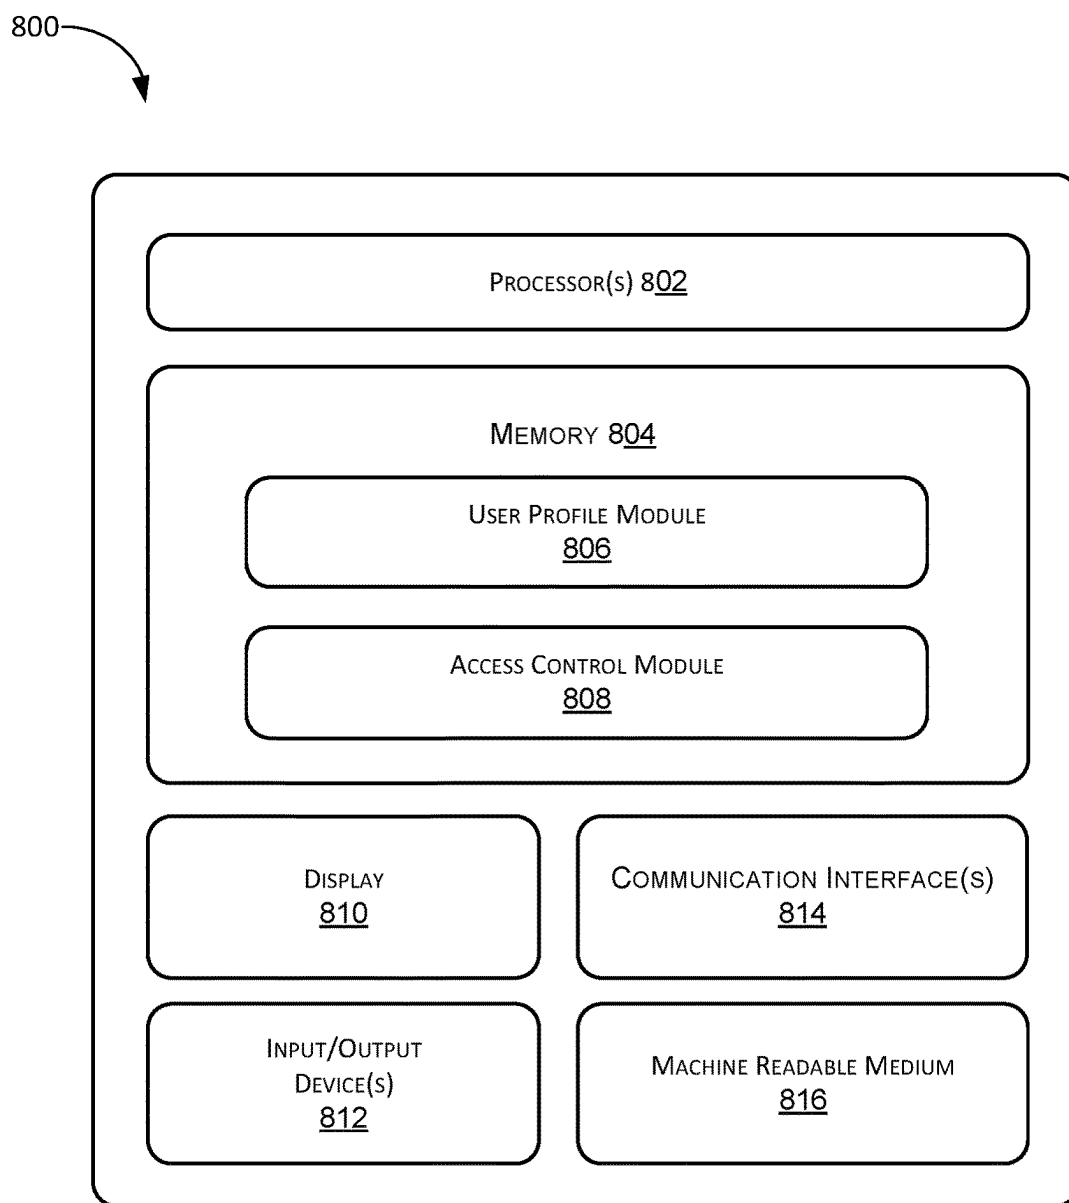 800
Processor(s) 802
Memory 804
User Profile Module
806
Access Control Module
808
Display
810
Communication Interface(s)
814
Input/Output
Device(s)
812
Machine Readable Medium
816